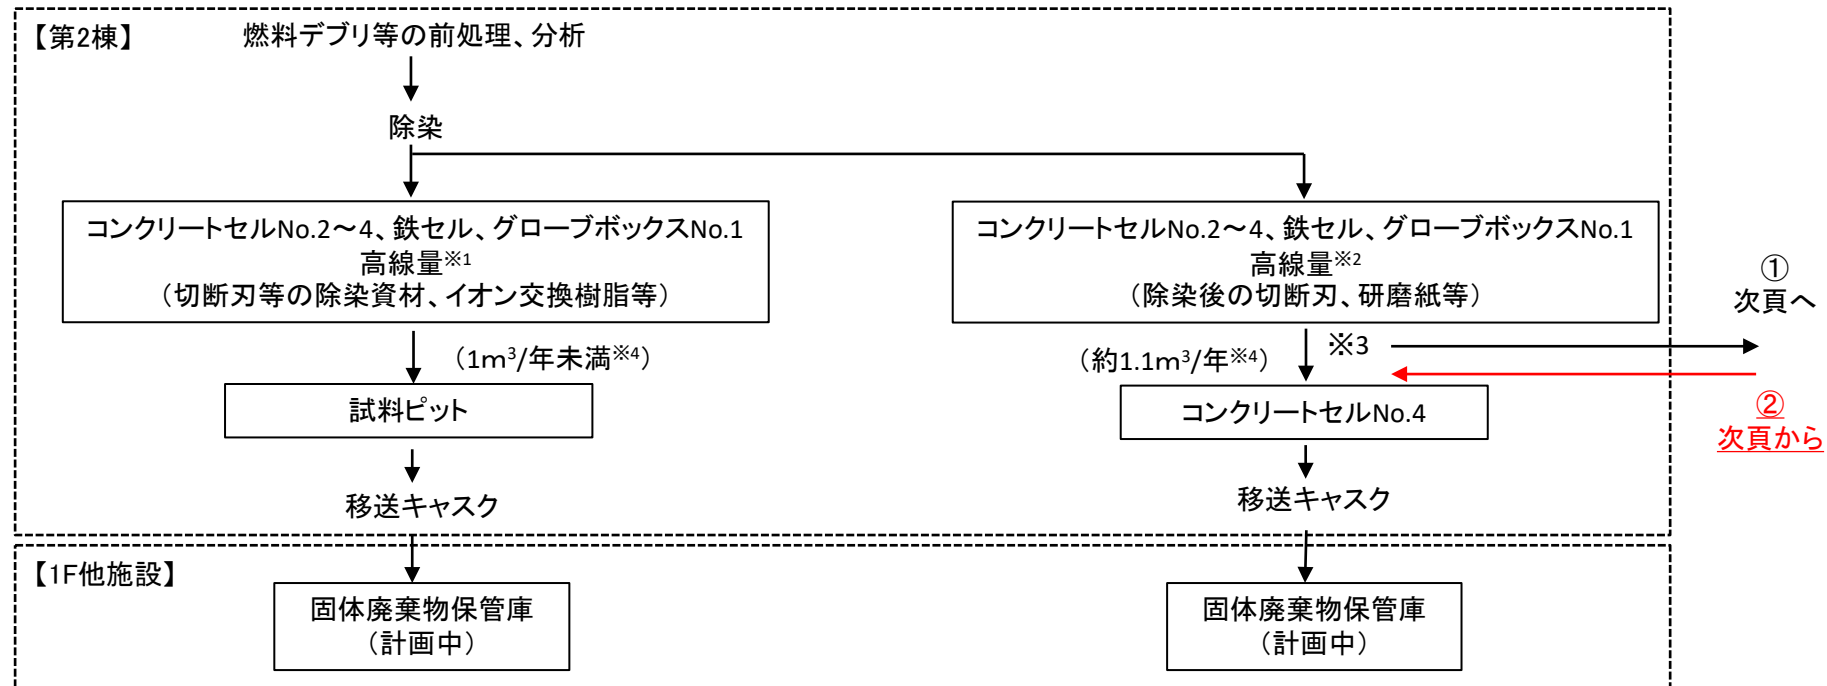 【第2棟】
燃料デブリ等の前処理、分析
除染
コンクリートセルNo.2～4、鉄セル、グローブボックスNo.1
高線量※1
（切断刃等の除染資材、イオン交換樹脂等）
（1m³/年未満※4）
試料ピット
移送キャスク
コンクリートセルNo.2～4、鉄セル、グローブボックスNo.1
高線量※2
（除染後の切断刃、研磨紙等）
（約1.1m³/年※4）
※3
コンクリートセルNo.4
移送キャスク
①
次頁へ
②
次頁から
【1F他施設】
固体廃棄物保管庫
（計画中）
固体廃棄物保管庫
（計画中）